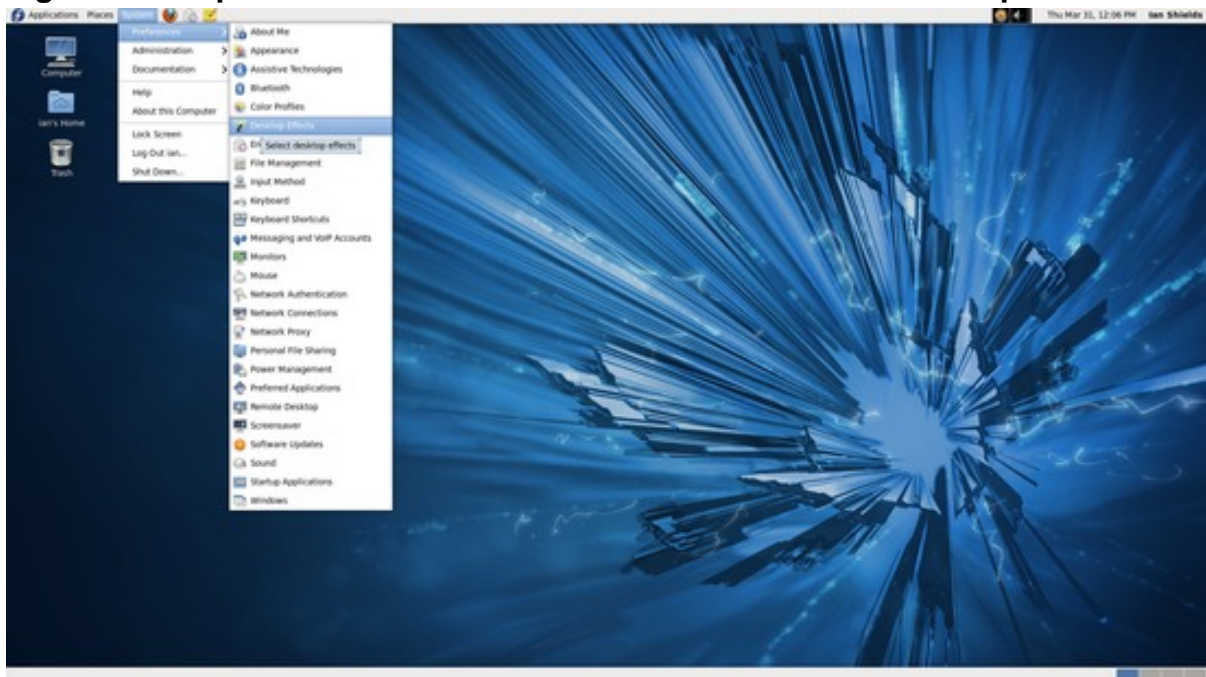 Applications Places System
Thu Mar 31, 12:06 PM Ian Shields
Computer
ian's Home
Trash
Preferences
Administration
Documentation
Help
About this Computer
Lock Screen
Log Out ian...
Shut Down...
About Me
Appearance
Assistive Technologies
Bluetooth
Color Profiles
Desktop Effects
Select desktop effects
File Management
Input Method
Keyboard
Keyboard Shortcuts
Messaging and VoIP Accounts
Monitors
Mouse
Network Authentication
Network Connections
Network Proxy
Personal File Sharing
Power Management
Preferred Applications
Remote Desktop
Screensaver
Software Updates
Sound
Startup Applications
Windows